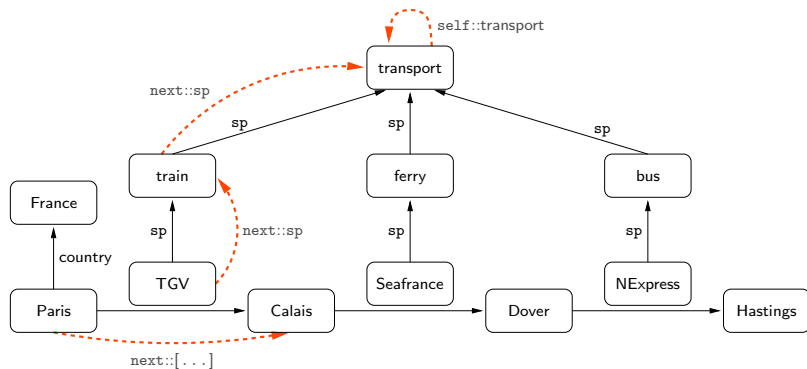 self::transport
transport
next::sp
sp
sp
sp
train
ferry
bus
France
sp
next::sp
sp
sp
country
TGV
Seafrance
NExpress
Paris
Calais
Dover
Hastings
next::[...]